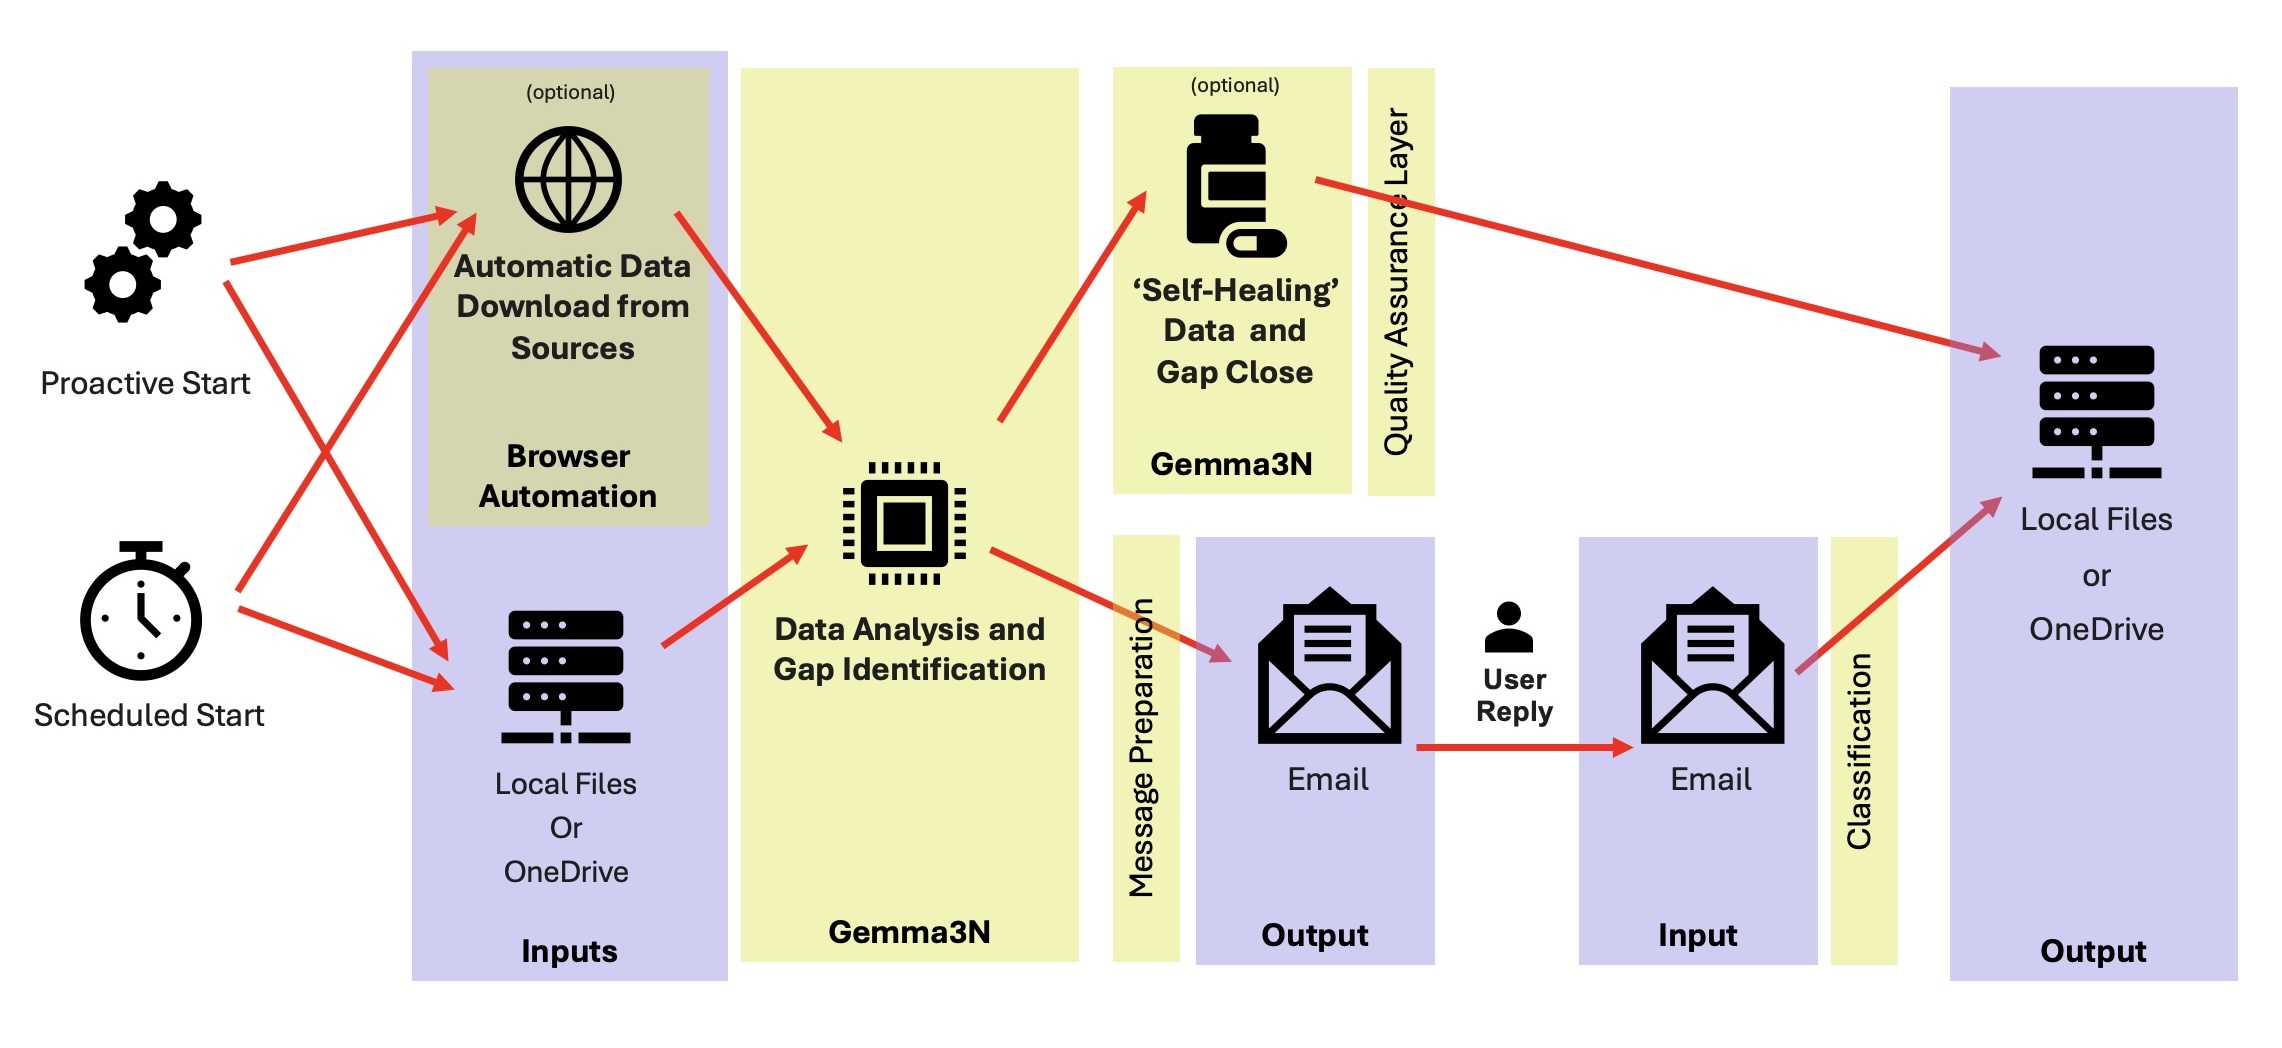 Proactive Start
Scheduled Start
(optional)
Automatic Data
Download from
Sources
Browser
Automation
Local Files
Or
OneDrive
Inputs
Data Analysis and
Gap Identification
Gemma3N
(optional)
‘Self-Healing’
Data and
Gap Close
Gemma3N
Quality Assurance Layer
Message Preparation
Email
Output
User
Reply
Email
Input
Classification
Local Files
or
OneDrive
Output